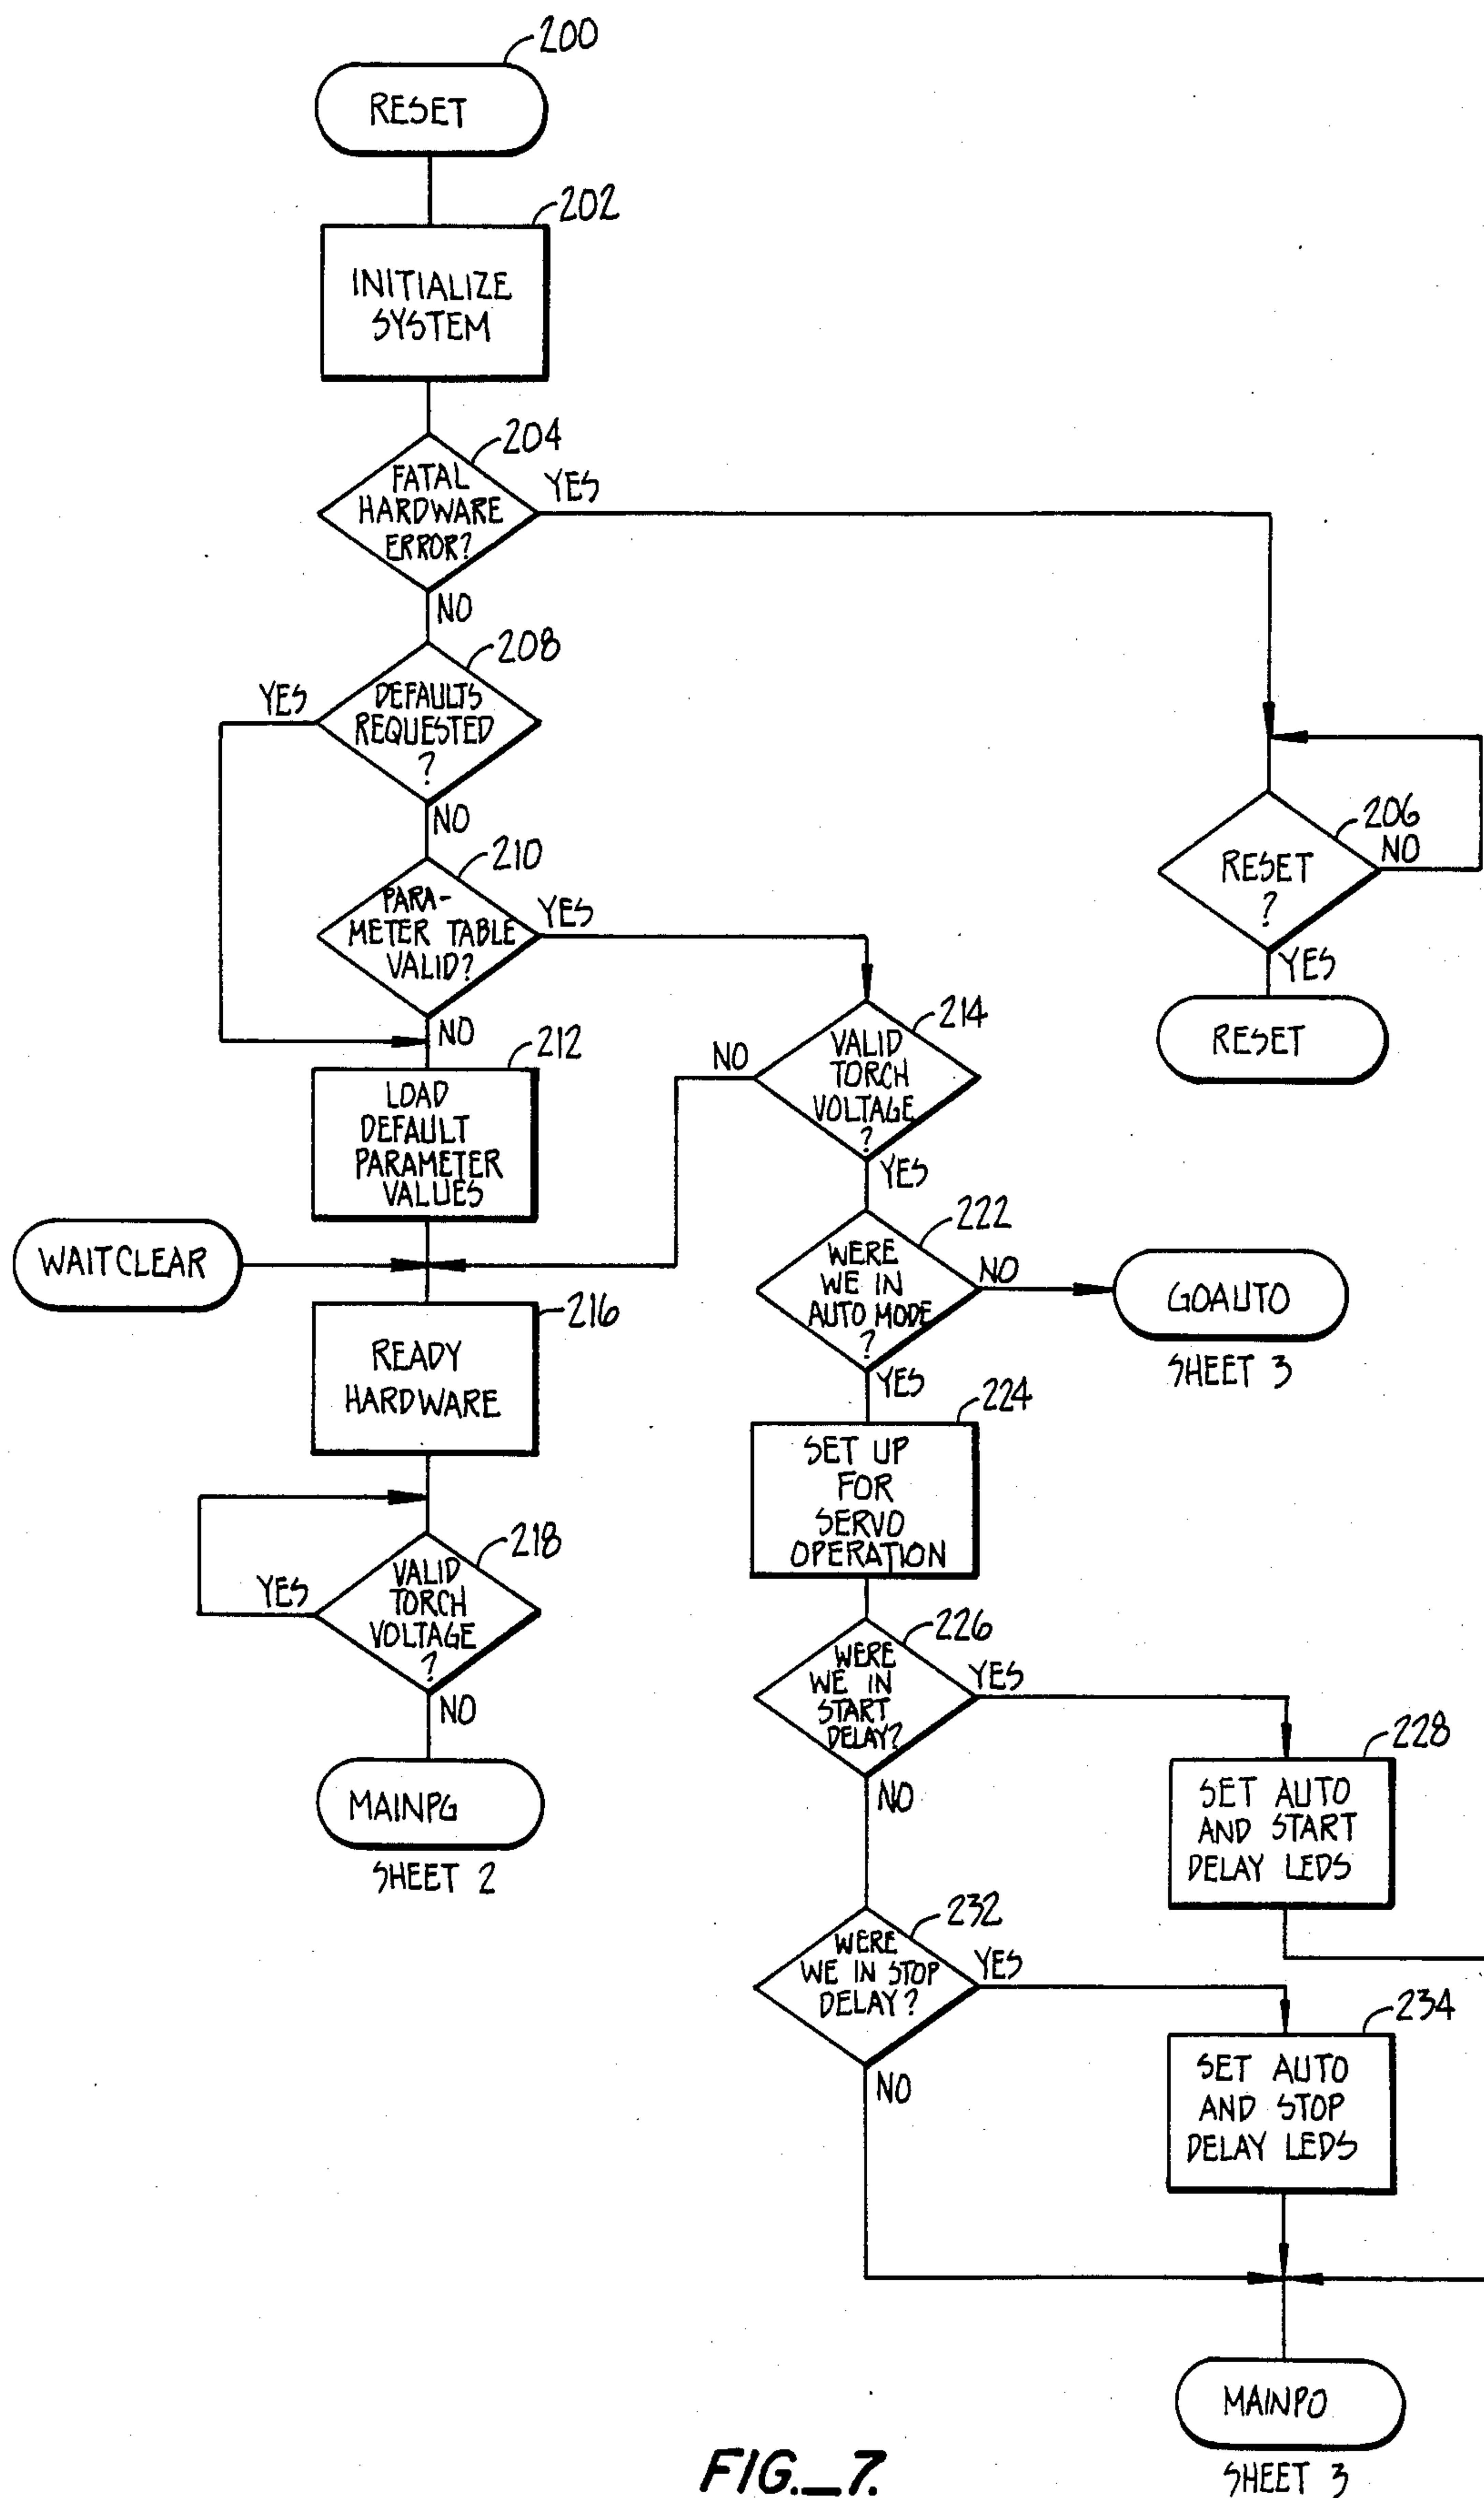 200
RESET
202
INITIALIZE
SYSTEM
204
FATAL
HARDWARE
ERROR?
YES
NO
208
DEFAULTS
REQUESTED
?
YES
NO
206
RESET
?
NO
YES
RESET
210
PARA-
METER TABLE
VALID?
YES
NO
212
LOAD
DEFAULT
PARAMETER
VALUES
214
VALID
TORCH
VOLTAGE
?
NO
YES
WAITCLEAR
216
READY
HARDWARE
222
WERE
WE IN
AUTO MODE
?
NO
YES
GOAUTO
SHEET 3
218
VALID
TORCH
VOLTAGE
?
YES
NO
MAINPG
SHEET 2
224
SET UP
FOR
SERVO
OPERATION
226
WERE
WE IN
START
DELAY?
YES
NO
228
SET AUTO
AND START
DELAY LEDS
232
WERE
WE IN STOP
DELAY?
YES
NO
234
SET AUTO
AND STOP
DELAY LEDS
MAINPO
SHEET 3
FIG._7.